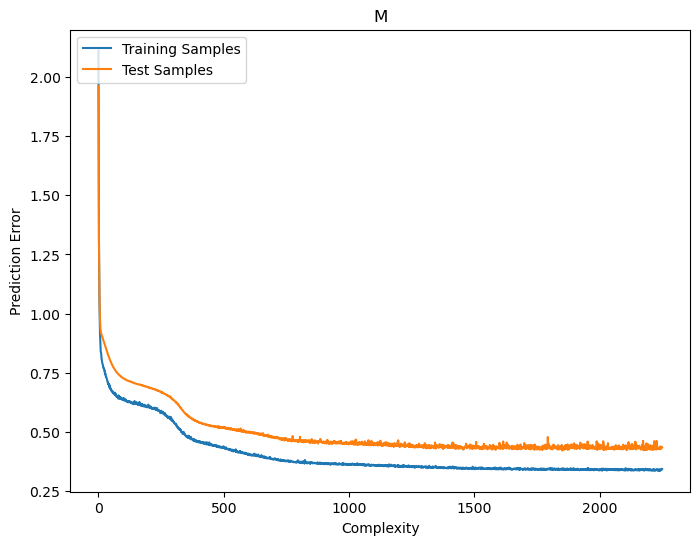 M
Training Samples
Test Samples
2.00
1.75
1.50
1.25
1.00
0.75
0.50
0.25
Prediction Error
0
500
1000
1500
2000
Complexity